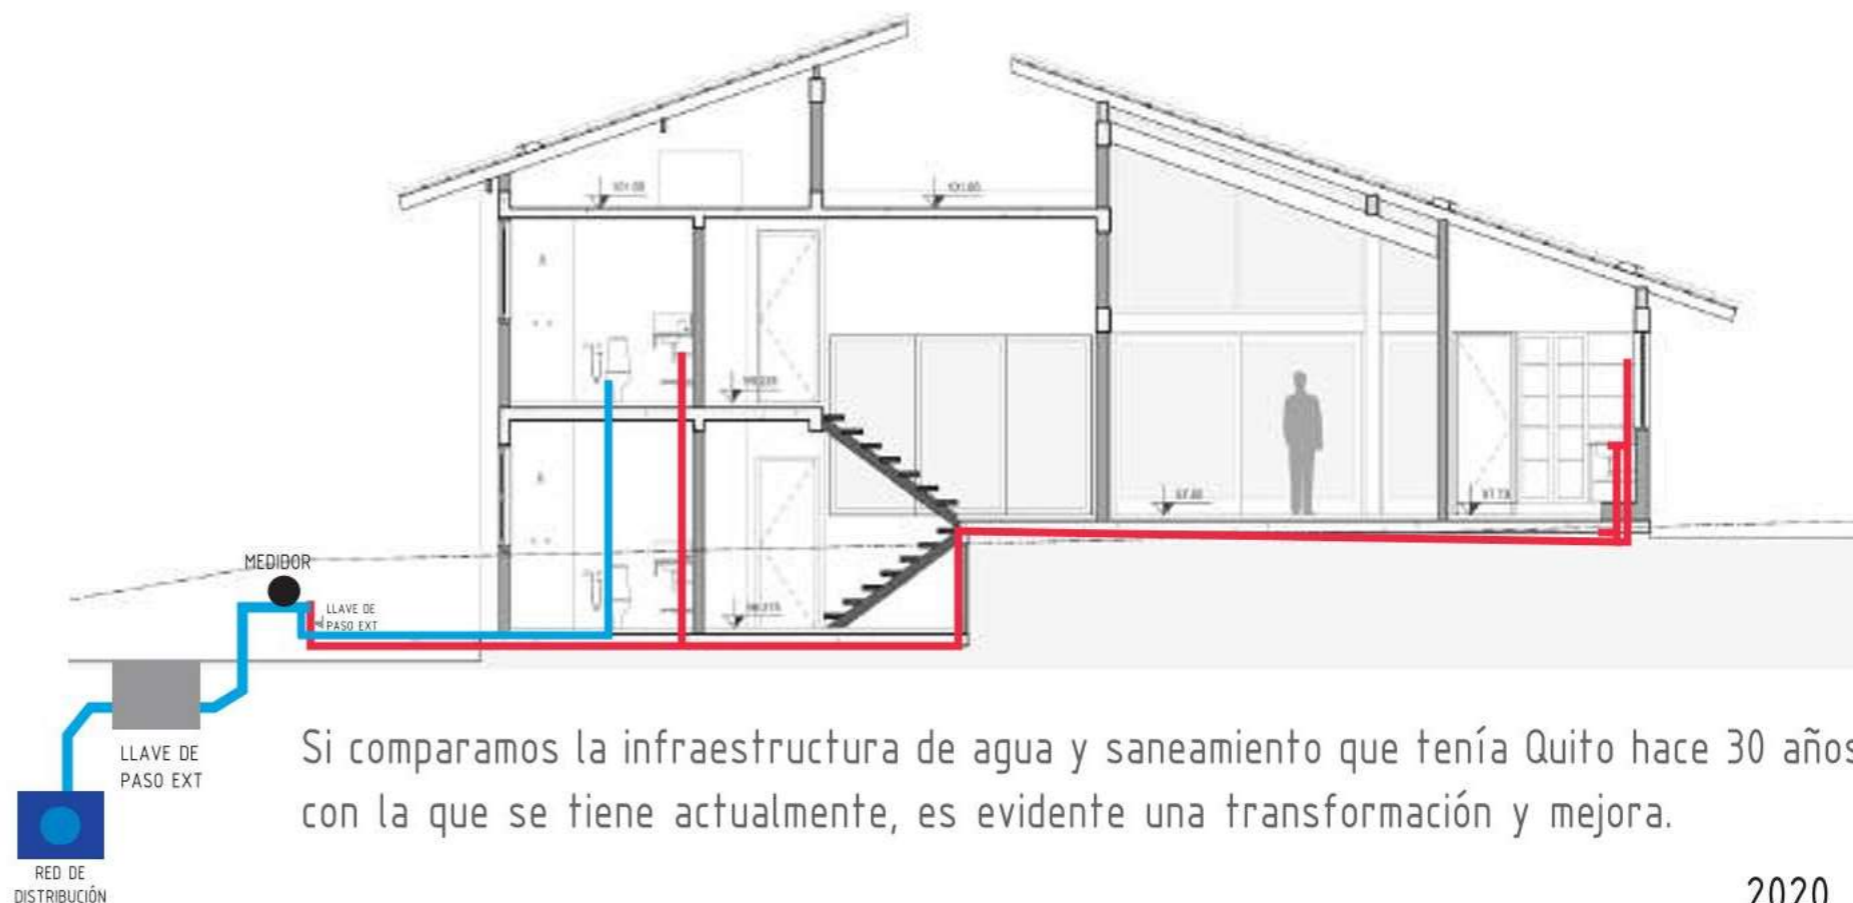 MEDIDOR
LLAVE DE
PASO EXT
LLAVE DE
PASO EXT
RED DE
DISTRIBUCIÓN
Si comparamos la infraestructura de agua y saneamiento que tenía Quito hace 30 años
con la que se tiene actualmente, es evidente una transformación y mejora.
2020